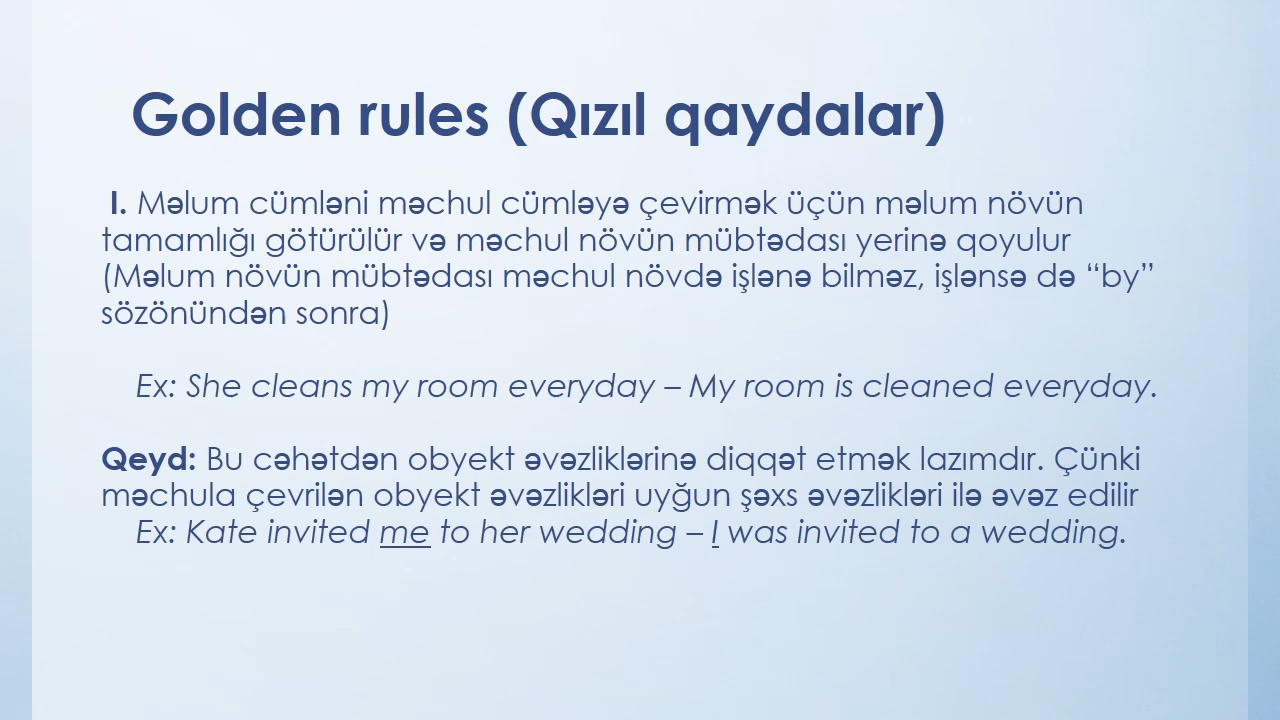 Golden rules (Qızıl qaydalar)
I. Məlum cümləni məchul cümləyə çevirmək üçün məlum növün
tamamlığı götürülür və məchul növün mübtədası yerinə qoyulur
(Məlum növün mübtədası məchul növdə işlənə bilməz, işlənsə də “by”
sözönündən sonra)
Ex: She cleans my room everyday – My room is cleaned everyday.
Qeyd: Bu cəhətdən obyekt əvəzliklərinə diqqət etmək lazımdır. Çünki
məchula çevrilən obyekt əvəzlikləri uyğun şəxs əvəzlikləri ilə əvəz edilir
Ex: Kate invited me to her wedding – I was invited to a wedding.